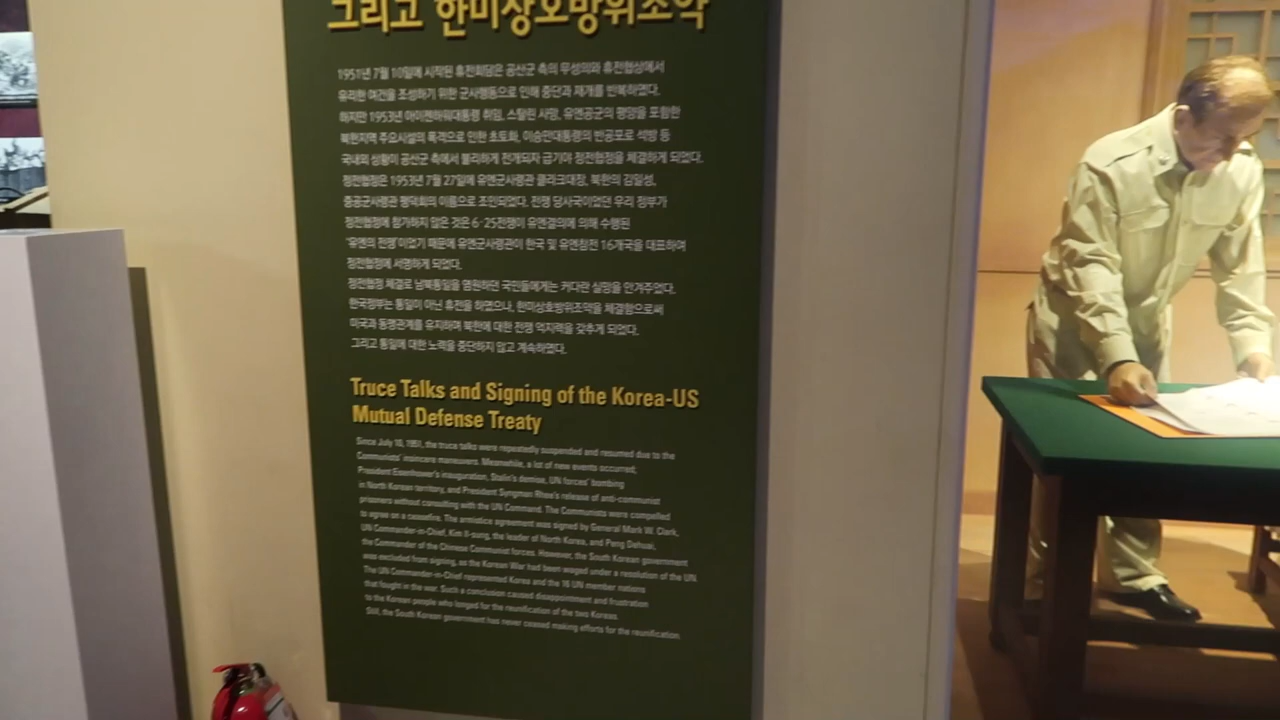 그리고 한미상호방위조약
1951년 7월 10일에 시작된 휴전회담은 공산군 측의 무성의와 휴전협상에서
유리한 여건을 조성하기 위한 군사행동으로 인해 중단과 재개를 반복하였다.
하지만 1953년 아이젠하워대통령 취임, 스탈린 사망, 유엔공군의 평양을 포함한
북한지역 주요시설의 폭격으로 인한 초토화, 이승만대통령의 반공포로 석방 등
국내외 상황이 공산군 측에서 불리하게 전개되자 급기야 정전협정을 체결하게 되었다.
정전협정은 1953년 7월 27일에 유엔군사령관 클라크대장, 북한의 김일성,
중공군사령관 펑더화이의 이름으로 조인되었다. 전쟁 당사국이었던 우리 정부가
정전협정에 참가하지 않은 것은 6·25전쟁이 유엔결의에 의해 수행된
'유엔의 전쟁'이었기 때문에 유엔군사령관이 한국 및 유엔참전 16개국을 대표하여
정전협정에 서명하게 되었다.
정전협정 체결로 남북통일을 염원하던 국민들에게는 커다란 실망을 안겨주었다.
한국정부는 통일이 아닌 휴전을 하였으나, 한미상호방위조약을 체결함으로써
미국과 동맹관계를 유지하며 북한에 대한 전쟁 억지력을 갖추게 되었다.
그리고 통일에 대한 노력을 중단하지 않고 계속하였다.
Truce Talks and Signing of the Korea-US
Mutual Defense Treaty
Since July 10, 1951, the truce talks were repeatedly suspended and resumed due to the
Communists' insincere maneuvers. Meanwhile, a lot of new events occurred;
President Eisenhower's inauguration, Stalin's demise, UN forces' bombing
in North Korean territory, and President Syngman Rhee's release of anti-communist
prisoners without consulting with the UN Command. The Communists were compelled
to agree on a ceasefire. The armistice agreement was signed by General Mark W. Clark,
UN Commander-in-Chief, Kim Il-sung, the leader of North Korea, and Peng Dehuai,
the Commander of the Chinese Communist forces. However, the South Korean government
was excluded from signing, as the Korean War had been waged under a resolution of the UN.
The UN Commander-in-Chief represented Korea and the 16 UN member nations
that fought in the war. Such a conclusion caused disappointment and frustration
to the Korean people who longed for the reunification of the two Koreas.
Still, the South Korean government has never ceased making efforts for the reunification.